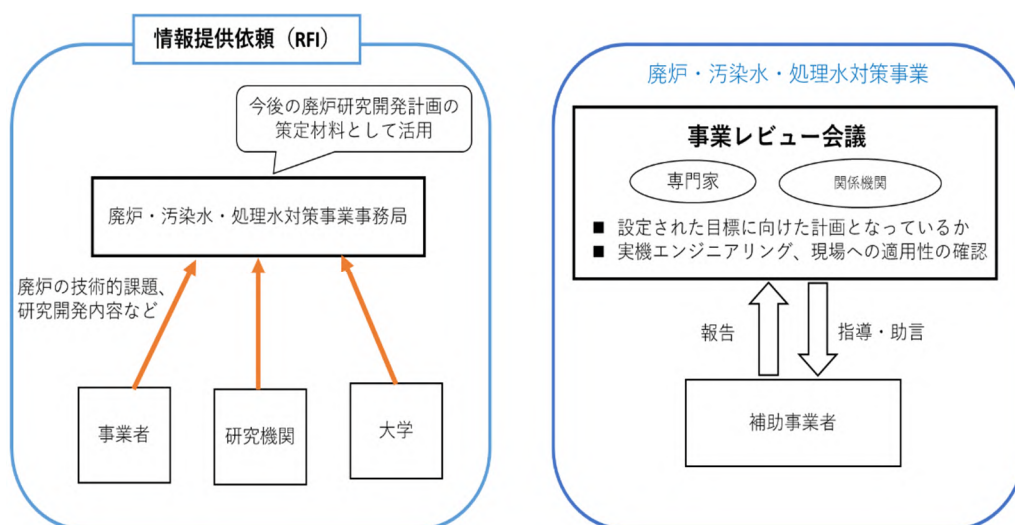 情報提供依頼（RFI）
今後の廃炉研究開発計画の
策定材料として活用
廃炉・汚染水・処理水対策事業事務局
廃炉の技術的課題、
研究開発内容など
事業者
研究機関
大学
廃炉・汚染水・処理水対策事業
事業レビュー会議
専門家
関係機関
■ 設定された目標に向けた計画となっているか
■ 実機エンジニアリング、現場への適用性の確認
報告
指導・助言
補助事業者